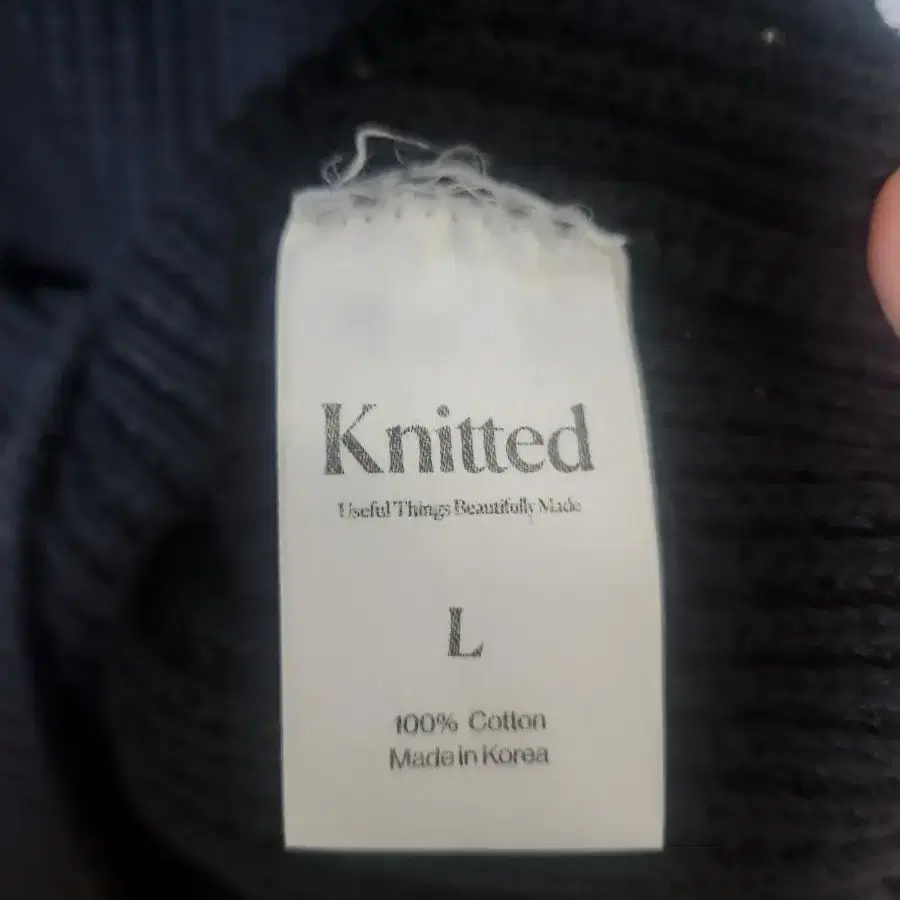 Knitted
Useful Things Beautifully Made
L
100% Cotton
Made in Korea